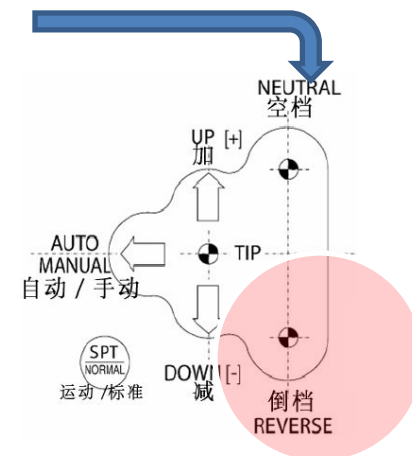 NEUTRAL
空档
UP [+]
加
AUTO
MANUAL
自动 / 手动
TIP
SPT
NORMAL
运动 /标准
DOWN [-]
减
倒档
REVERSE